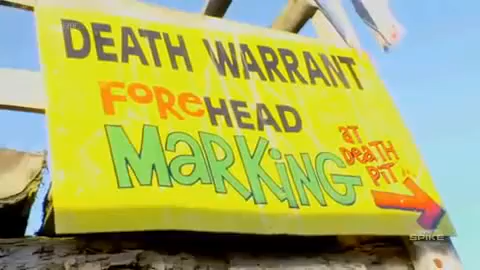 DEATH WARRANT
FOREHEAD
MARKING
AT
DEATH
PIT
SPIKE